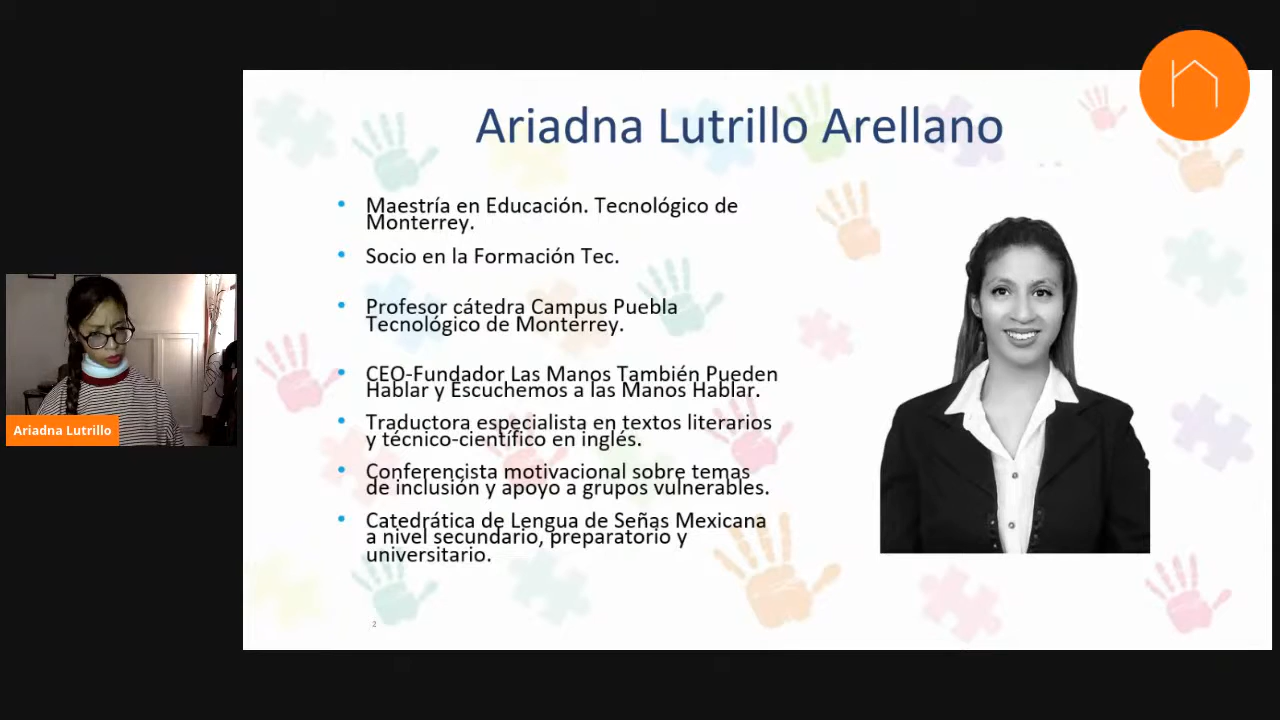 Ariadna Lutrillo Arellano
Maestría en Educación. Tecnológico de
Monterrey.
Socio en la Formación Tec.
Profesor cátedra Campus Puebla
Tecnológico de Monterrey.
CEO-Fundador Las Manos También Pueden
Hablar y Escuchemos a las Manos Hablar.
Traductora especialista en textos literarios
y técnico-científico en inglés.
Conferencista motivacional sobre temas
de inclusión y apoyo a grupos vulnerables.
Catedrática de Lengua de Señas Mexicana
a nivel secundario, preparatorio y
universitario.
2
Ariadna Lutrillo